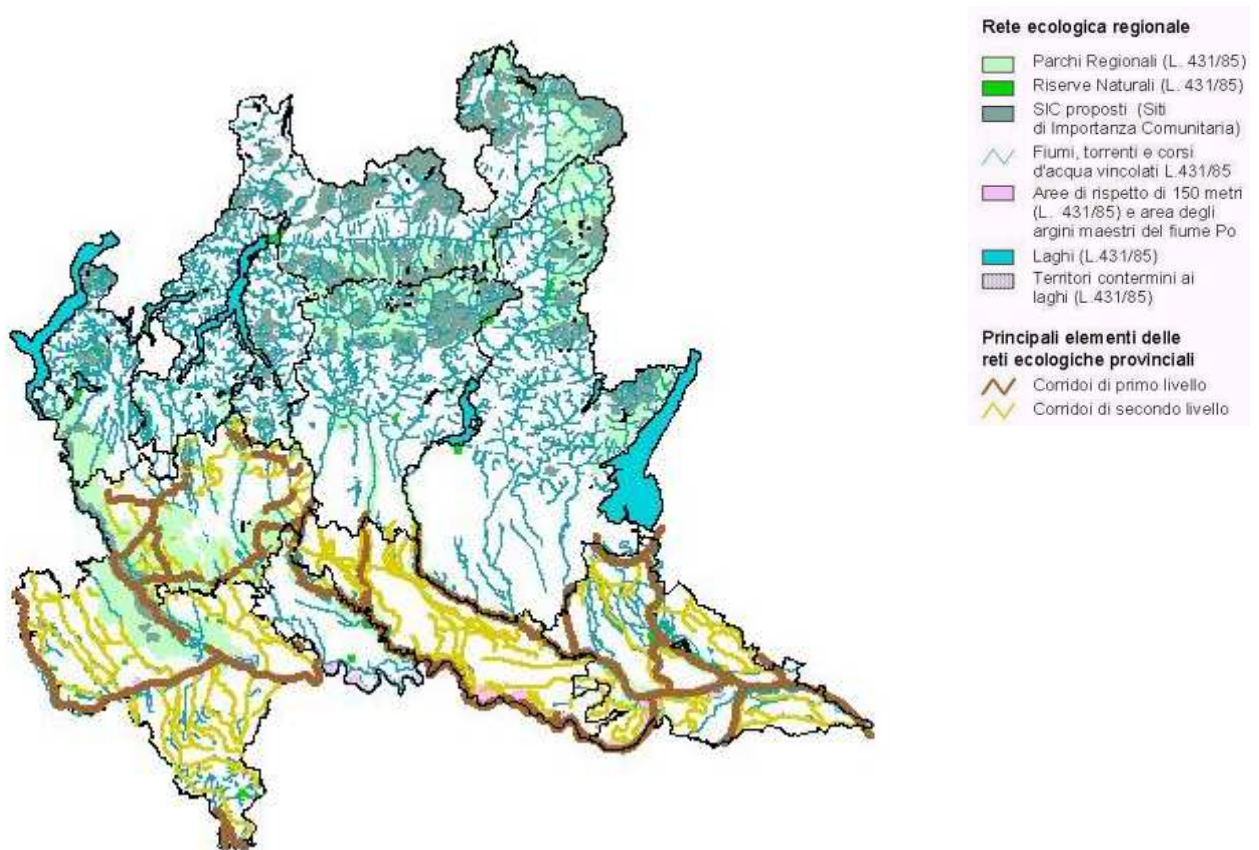 Rete ecologica regionale
Parchi Regionali (L. 431/85)
Riserve Naturali (L. 431/85)
SIC proposti (Siti
di Importanza Comunitaria)
Fiumi, torrenti e corsi
d'acqua vincolati L.431/85
Aree di rispetto di 150 metri
(L. 431/85) e area degli
argini maestri del fiume Po
Laghi (L.431/85)
Territori contermini ai
laghi (L.431/85)
Principali elementi delle
reti ecologiche provinciali
Corridoi di primo livello
Corridoi di secondo livello